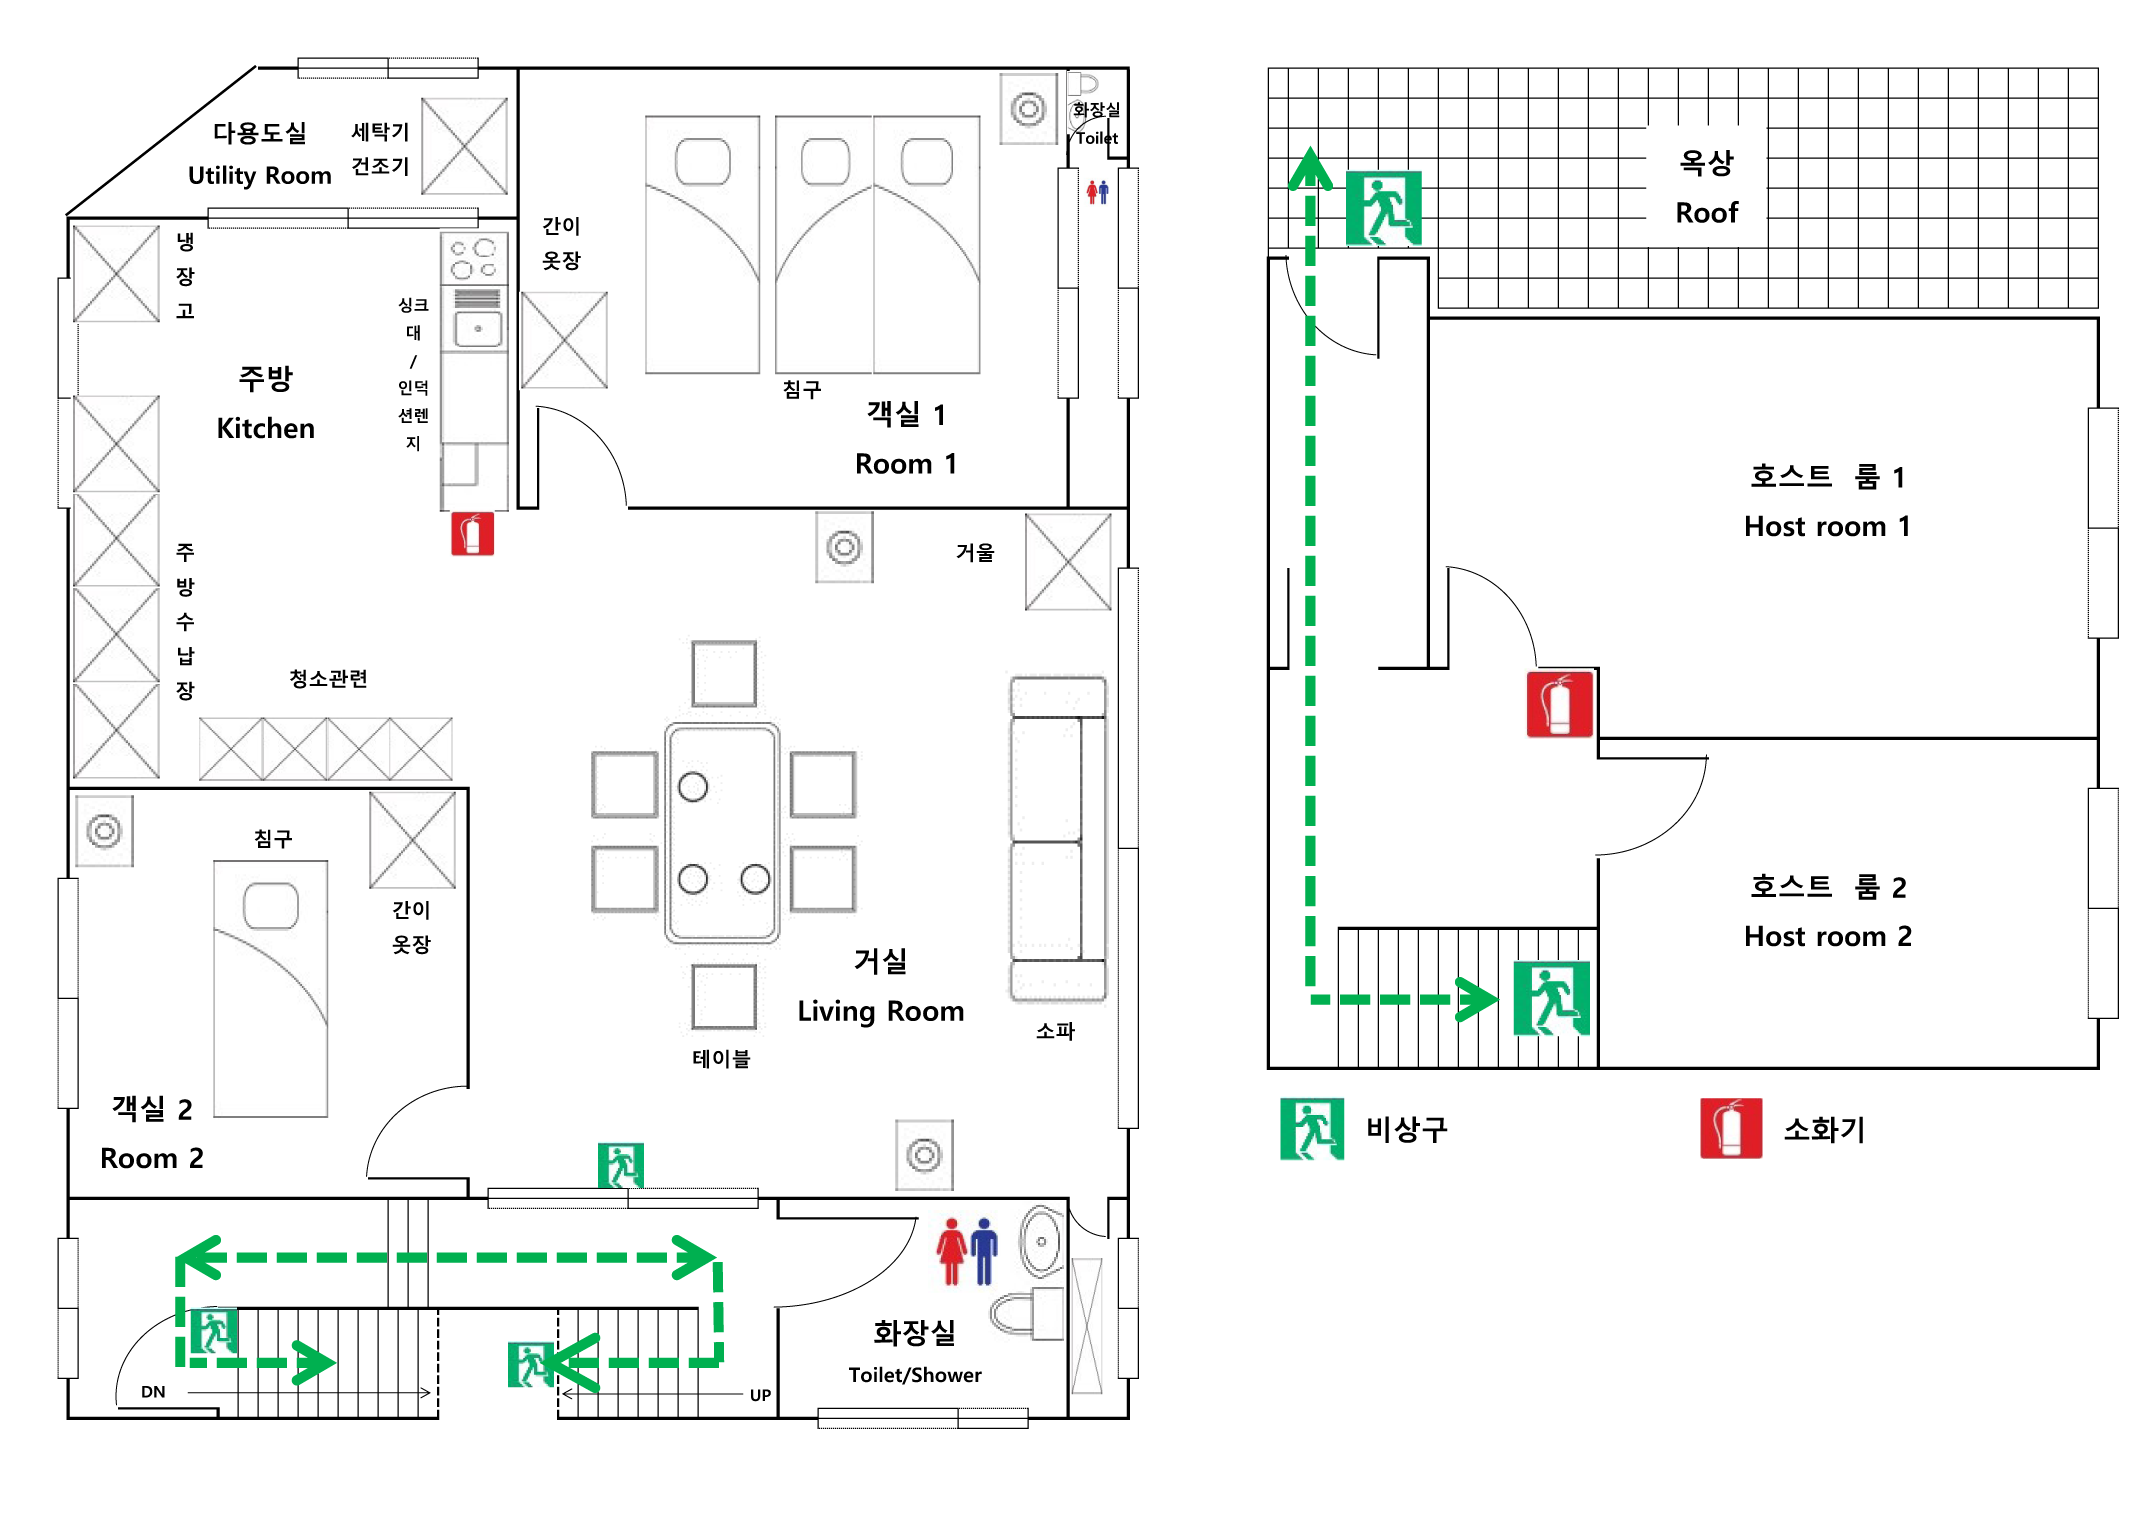 다용도실
Utility Room
세탁기
건조기
화장실
Toilet
냉
장
고
간이
옷장
싱크
대
/
인덕
션렌
지
주방
Kitchen
침구
객실 1
Room 1
주
방
수
납
장
거울
청소관련
침구
간이
옷장
거실
Living Room
소파
테이블
객실 2
Room 2
DN
UP
화장실
Toilet/Shower
옥상
Roof
호스트 룸 1
Host room 1
호스트 룸 2
Host room 2
비상구
소화기